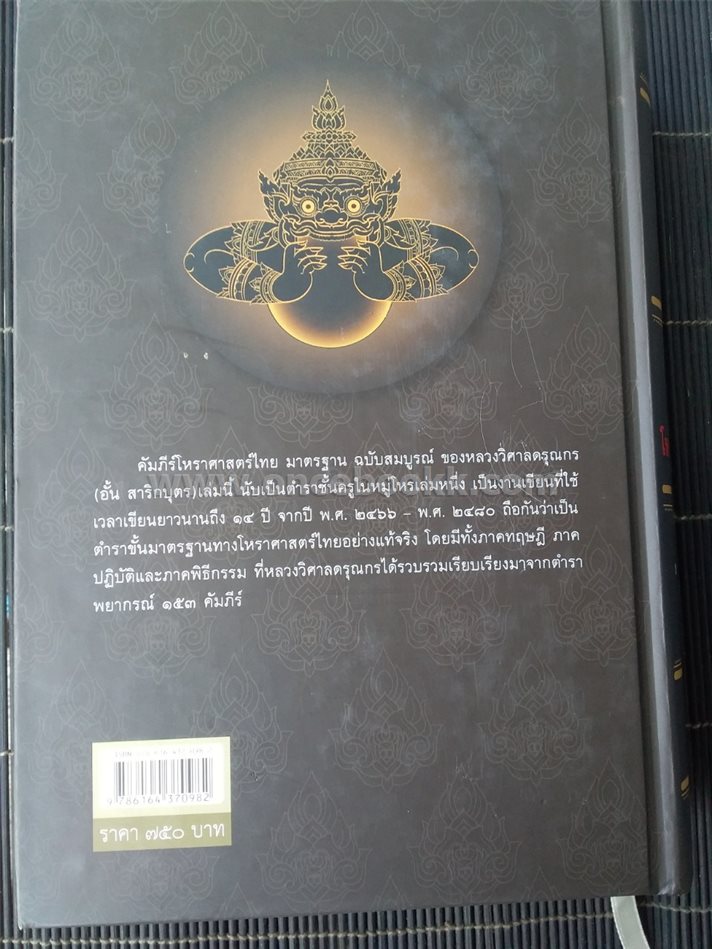 คัมภีร์โหราศาสตร์ไทย มาตรฐาน ฉบับสมบูรณ์ ของหลวงวิศาลดรุณกร
(อั้น สาริกบุตร)เล่มนี้ นับเป็นตำราชั้นครูในหมู่โหรเล่มหนึ่ง เป็นงานเขียนที่ใช้
เวลาเขียนยาวนานถึง ๑๔ ปี จากปี พ.ศ. ๒๔๖๖ – พ.ศ. ๒๔๘๐ ถือกันว่าเป็น
ตำราขั้นมาตรฐานทางโหราศาสตร์ไทยอย่างแท้จริง โดยมีทั้งภาคทฤษฎี ภาค
ปฏิบัติและภาคพิธีกรรม ที่หลวงวิศาลดรุณกรได้รวบรวมเรียบเรียงมาจากตำรา
พยากรณ์ ๑๕๓ คัมภีร์
ISBN
9 786164 370982
ราคา ๗๕๐ บาท